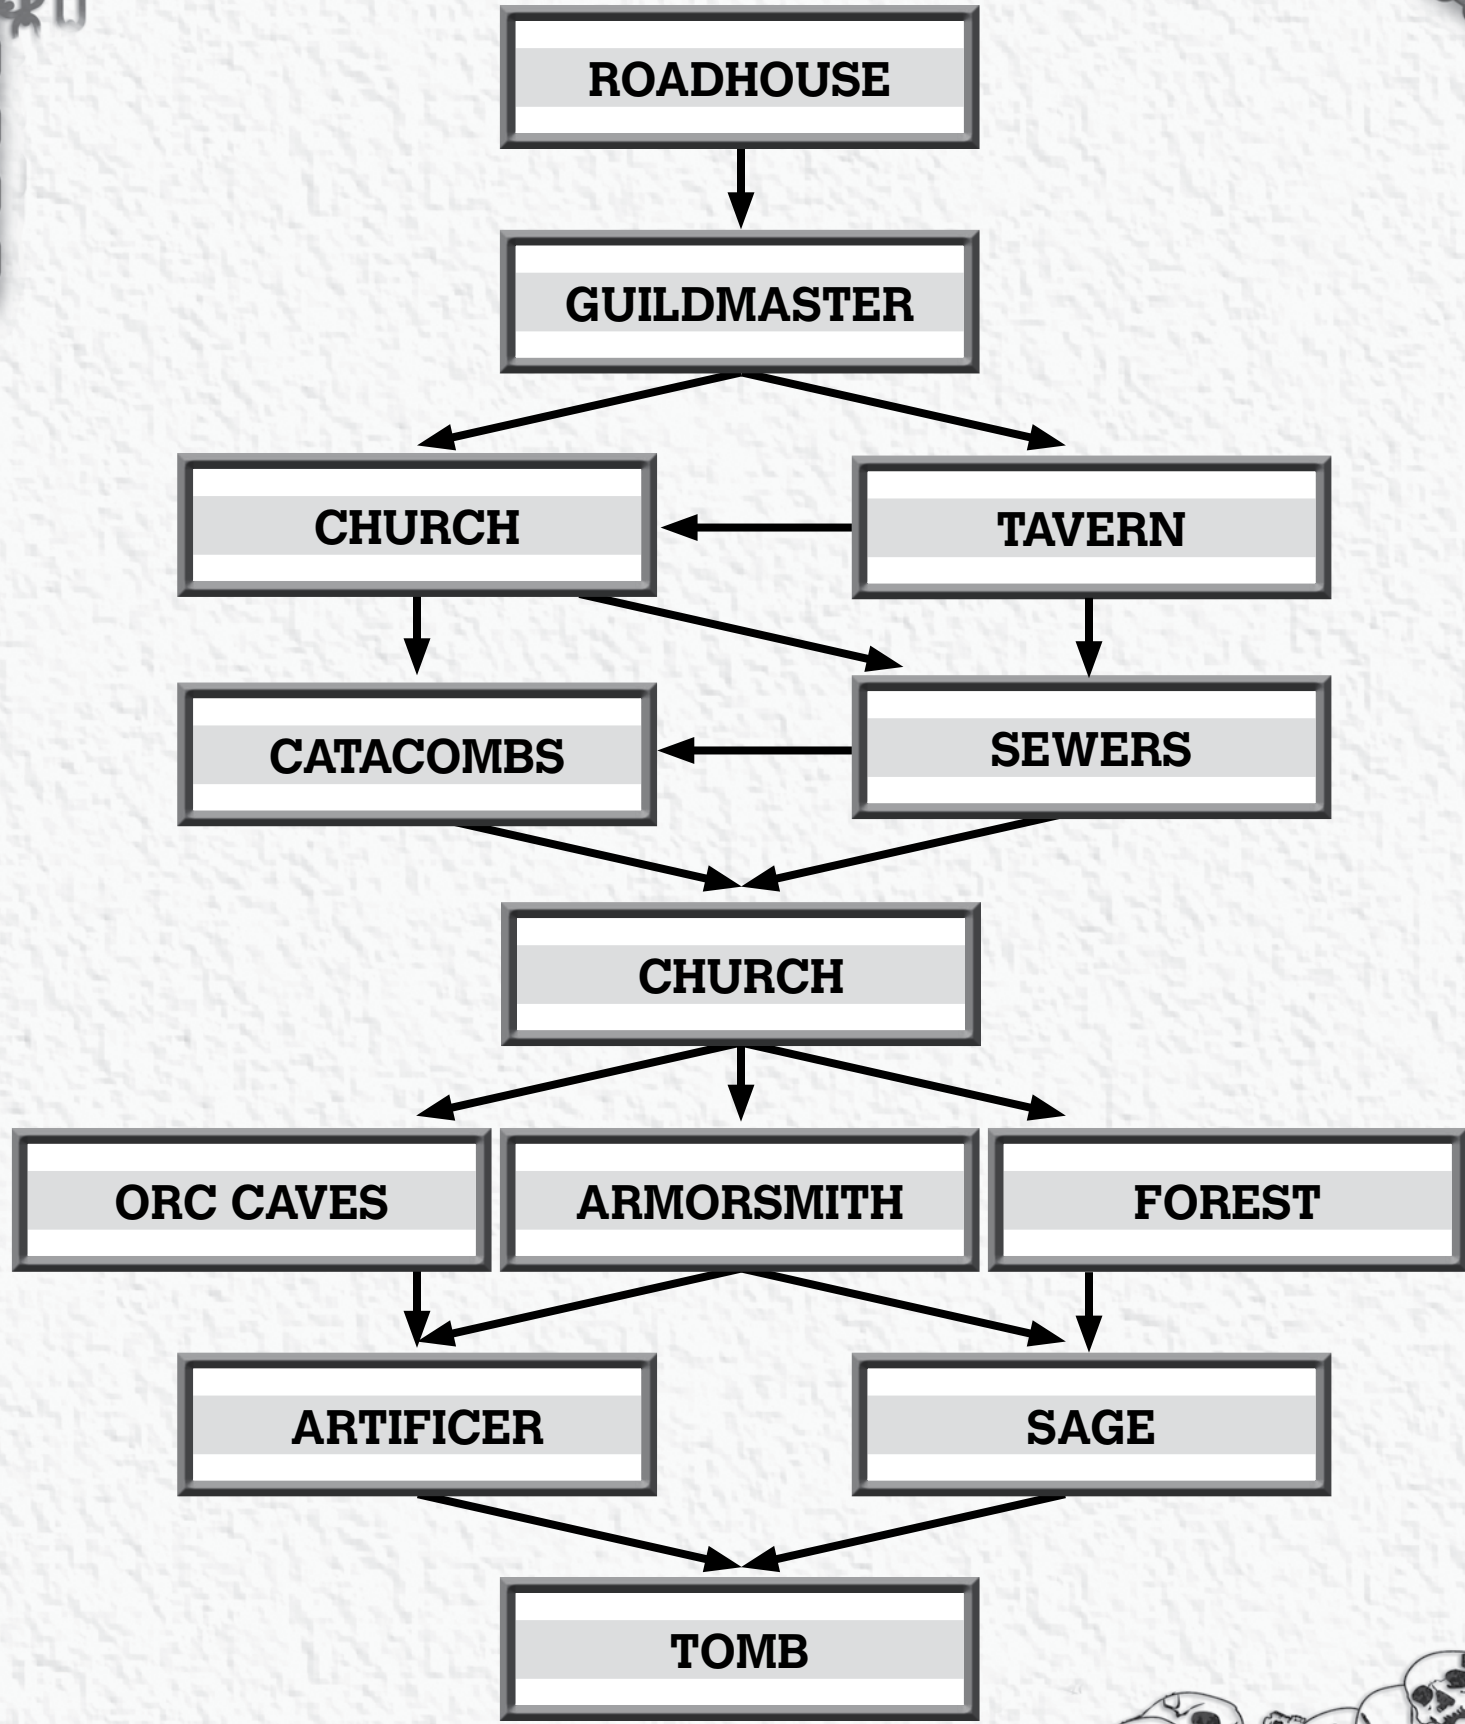 ROADHOUSE
GUILDMASTER
CHURCH
TAVERN
CATACOMBS
SEWERS
CHURCH
ORC CAVES
ARMORSMITH
FOREST
ARTIFICER
SAGE
TOMB